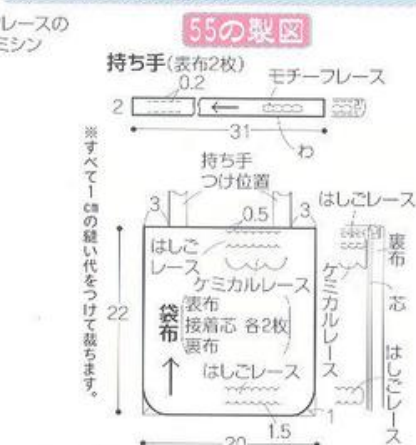 レースの
ミシン
55の製図
持ち手(表布2枚)
0.2
モチーフレース
2
31
わ
※すべて1cmの縫い代をつけて裁ちます。
持ち手
つけ位置
3
0.5
3
はしごレース
はしご
レース
ケミカルレース
袋布
表布
接着芯 各2枚
裏布
はしごレース
22
1.5
1
20
ケミカルレース
裏布
芯
はしごレース